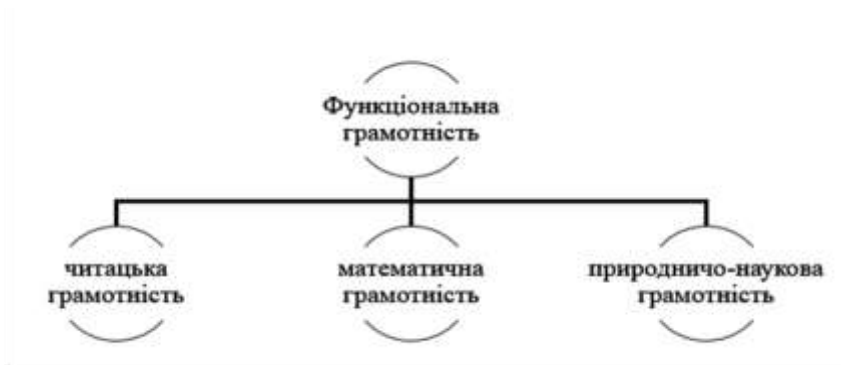 Функціональна
грамотність
читацька
грамотність
математична
грамотність
природничо-наукова
грамотність